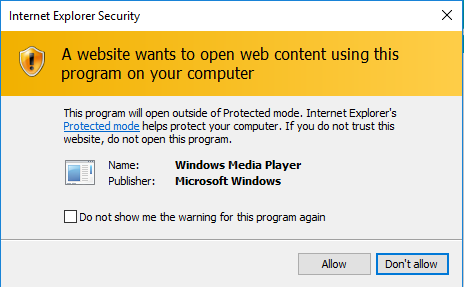 Internet Explorer Security
A website wants to open web content using this
program on your computer
This program will open outside of Protected mode. Internet Explorer's
Protected mode helps protect your computer. If you do not trust this
website, do not open this program.
Name: Windows Media Player
Publisher: Microsoft Windows
Do not show me the warning for this program again
Allow Don't allow